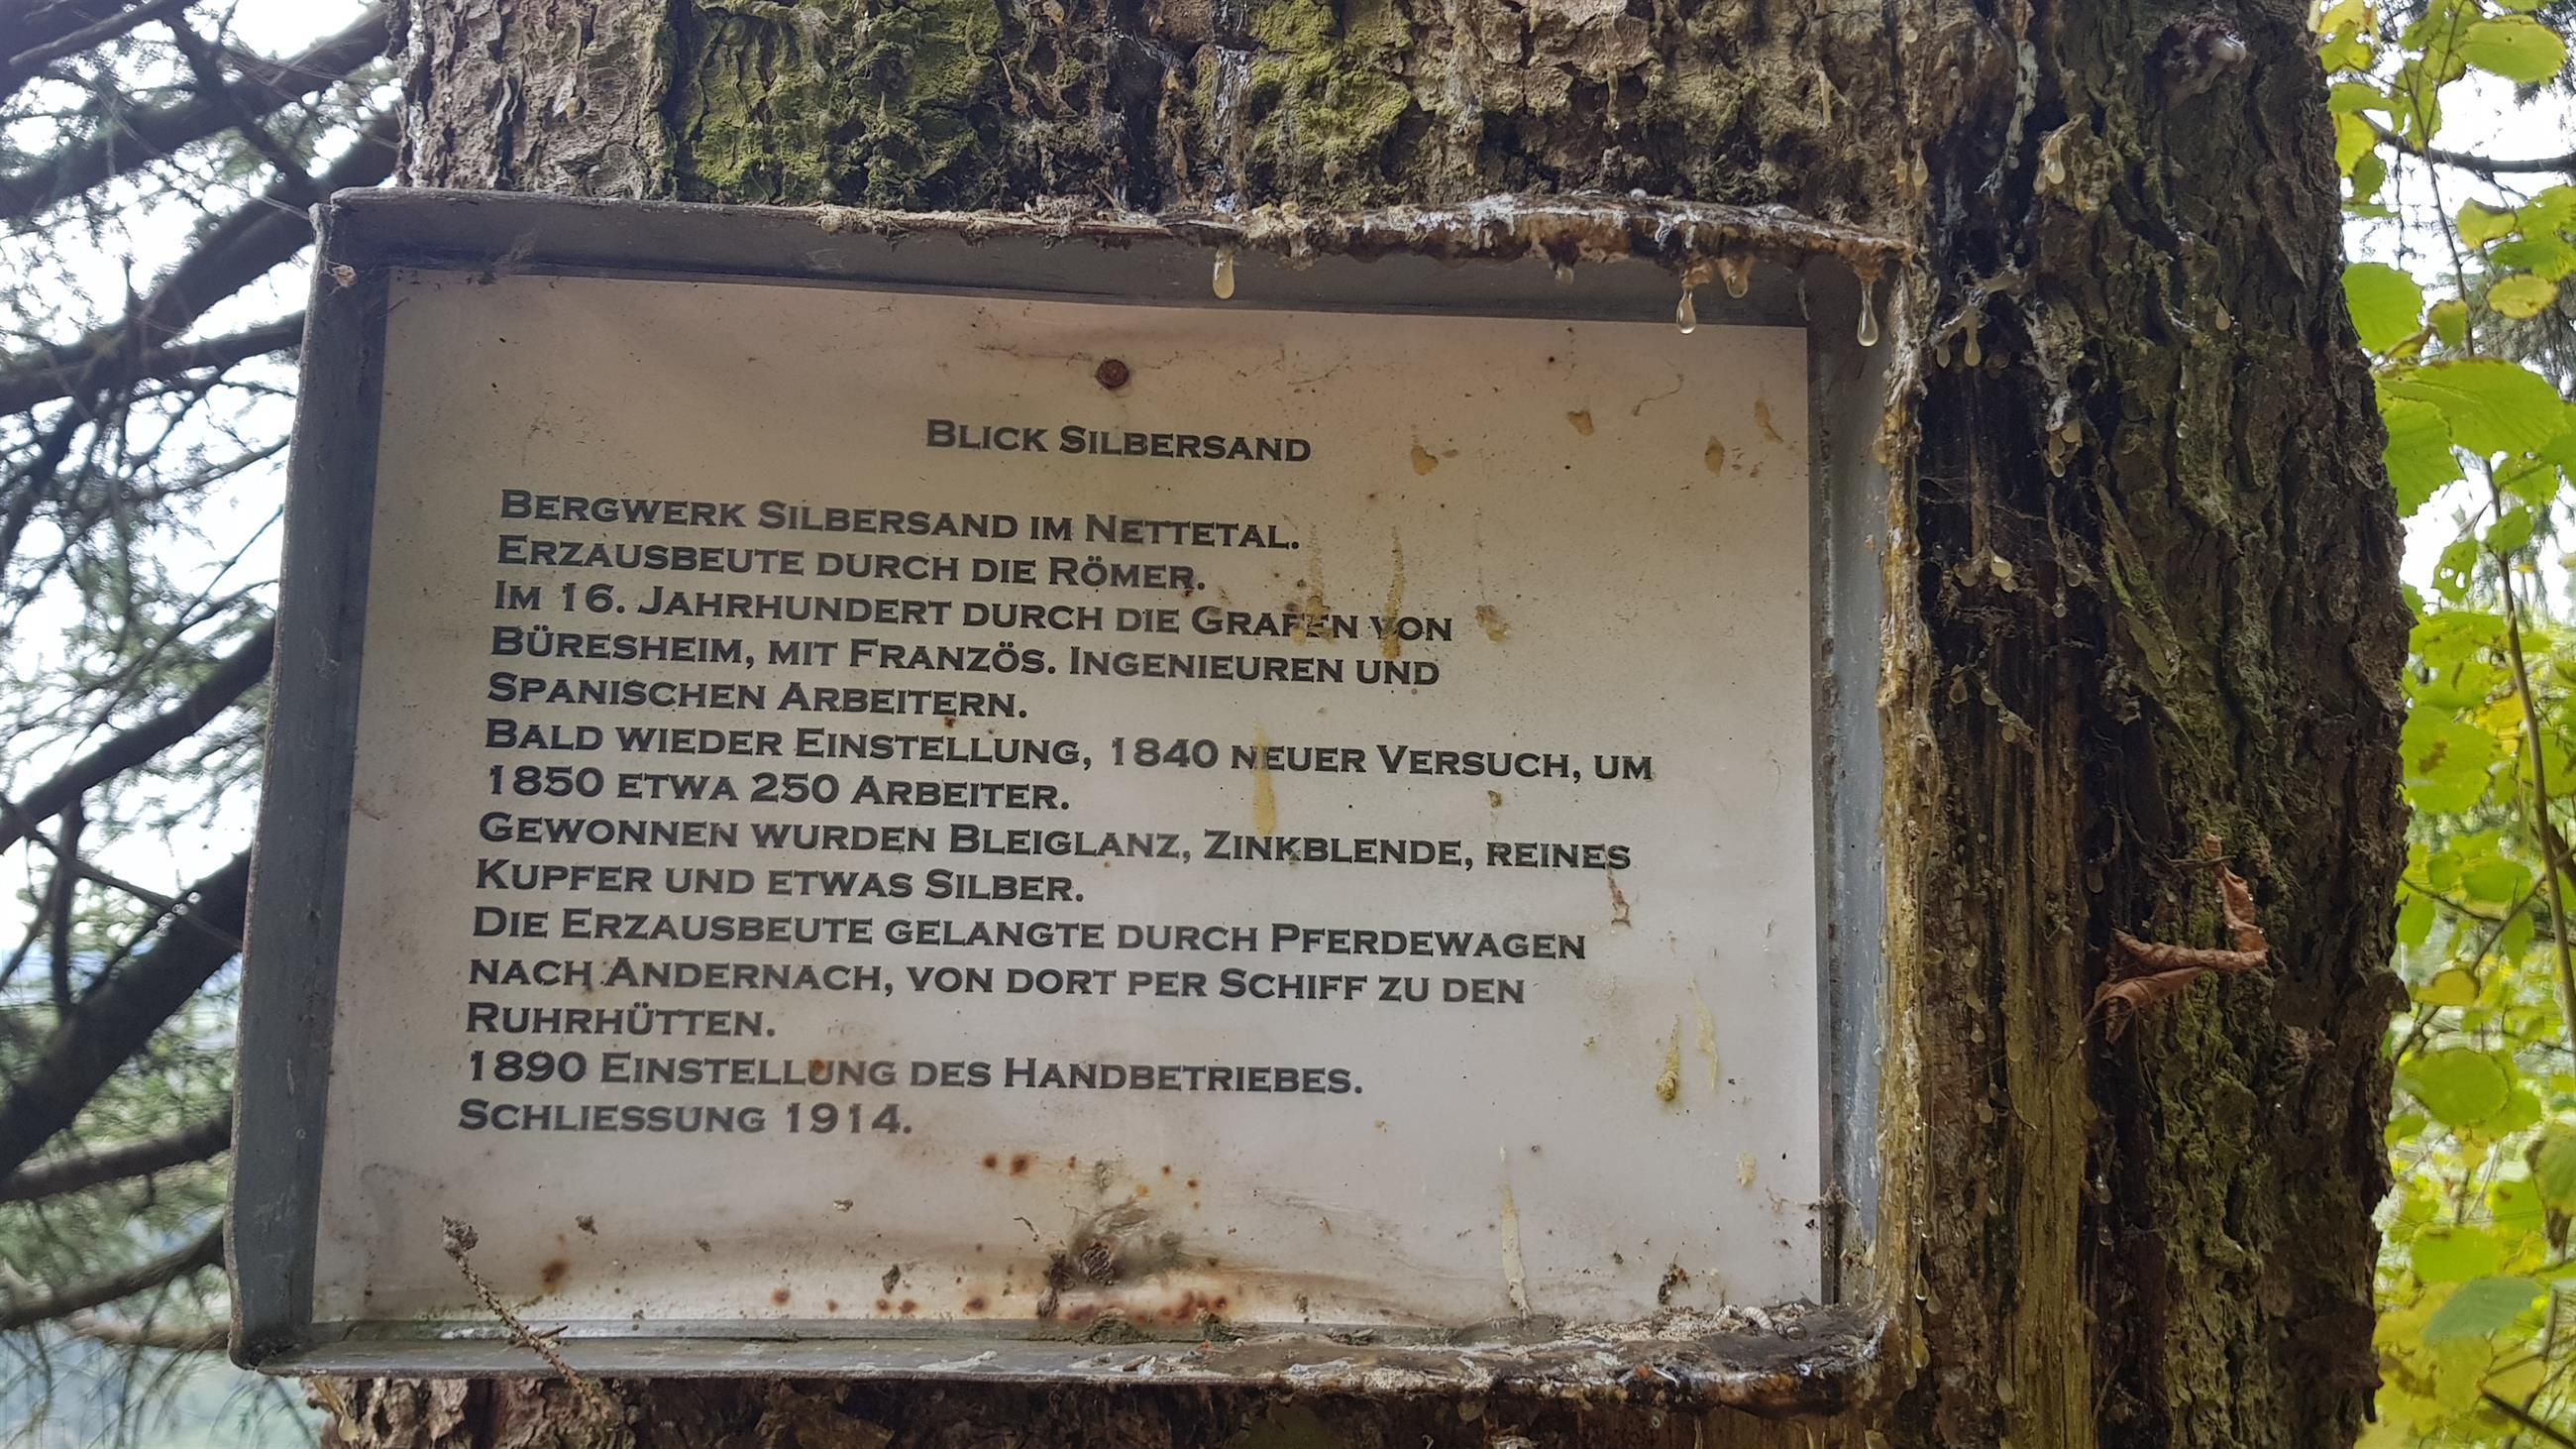 BLICK SILBERSAND
BERGWERK SILBERSAND IM NETTETAL.
ERZAUSBEUTE DURCH DIE RÖMER.
IM 16. JAHRHUNDERT DURCH DIE GRAFEN VON
BÜRESHEIM, MIT FRANZÖS. INGENIEUREN UND
SPANISCHEN ARBEITERN.
BALD WIEDER EINSTELLUNG, 1840 NEUER VERSUCH, UM
1850 ETWA 250 ARBEITER.
GEWONNEN WURDEN BLEIGLANZ, ZINKBLENDE, REINES
KUPFER UND ETWAS SILBER.
DIE ERZAUSBEUTE GELANGTE DURCH PFERDEWAGEN
NACH ANDERNACH, VON DORT PER SCHIFF ZU DEN
RUHRHÜTTEN.
1890 EINSTELLUNG DES HANDBETRIEBES.
SCHLIESSUNG 1914.